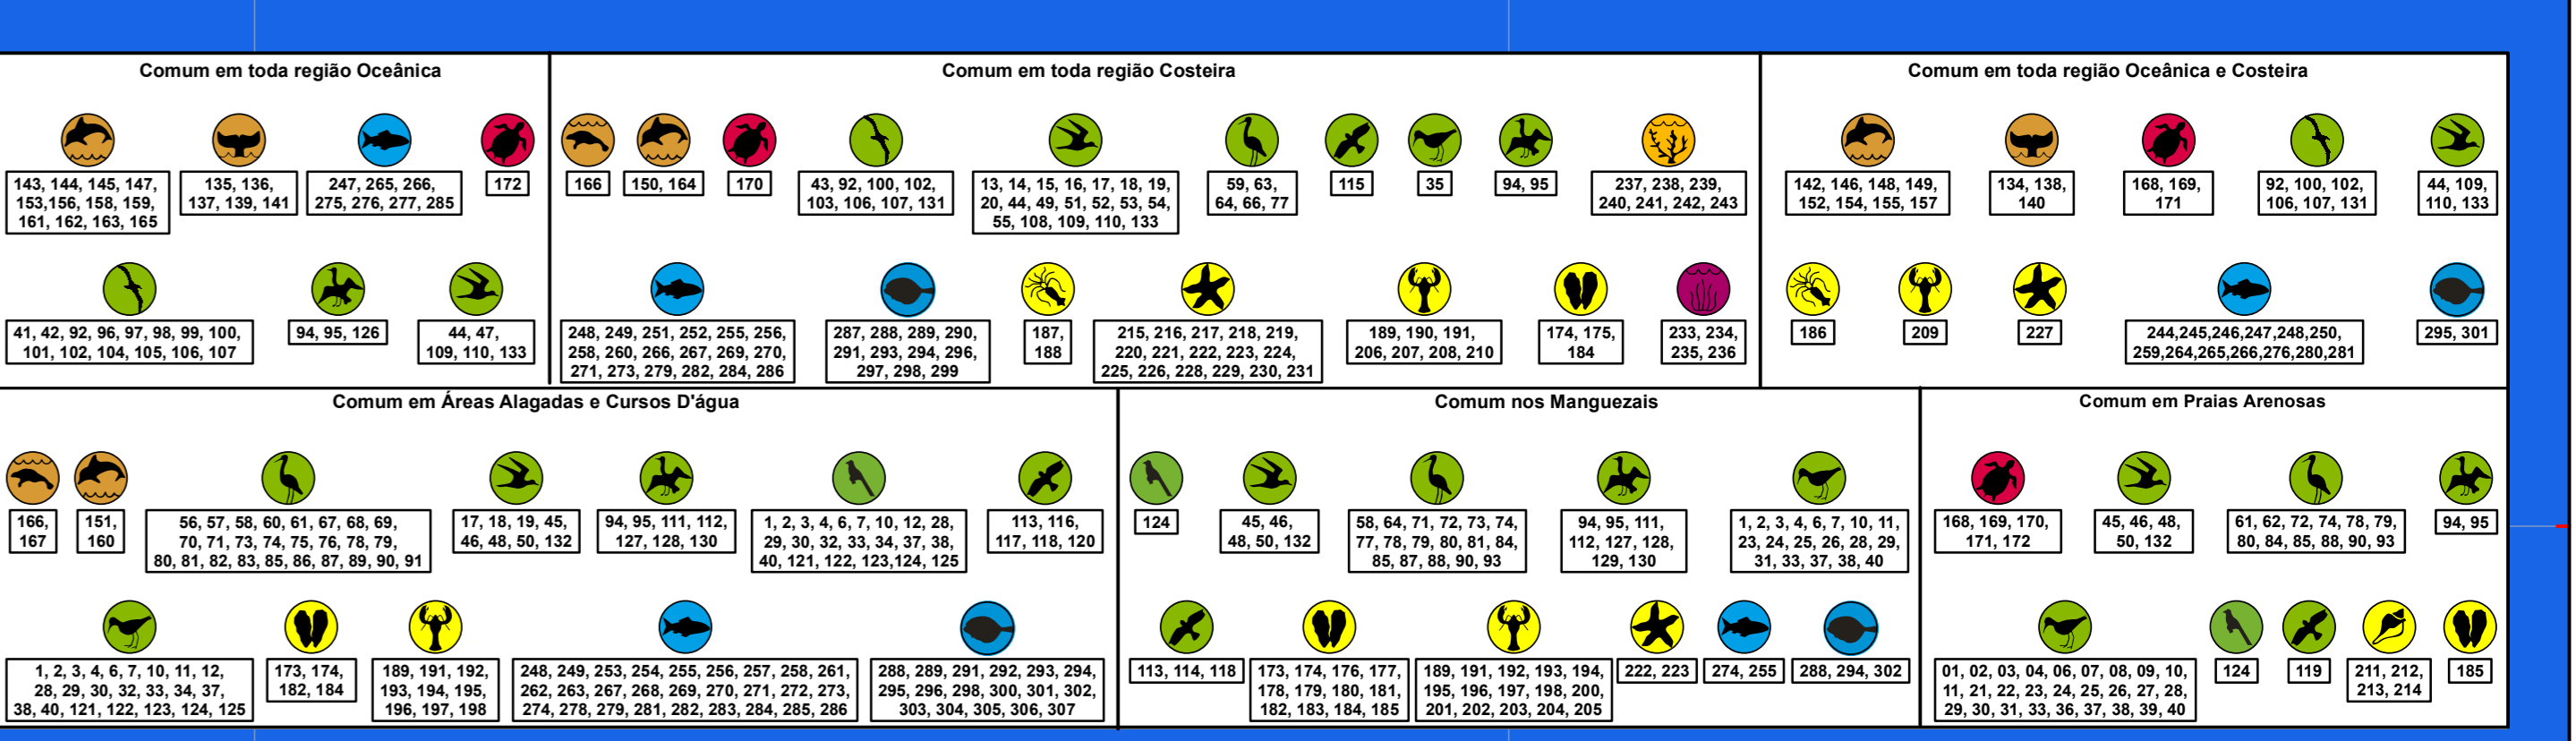 Comum em toda região Oceânica
143, 144, 145, 147,
153,156, 158, 159,
161, 162, 163, 165
135, 136,
137, 139, 141
247, 265, 266,
275, 276, 277, 285
172
41, 42, 92, 96, 97, 98, 99, 100,
101, 102, 104, 105, 106, 107
94, 95, 126
44, 47,
109, 110, 133
Comum em toda região Costeira
166
150, 164
170
43, 92, 100, 102,
103, 106, 107, 131
13, 14, 15, 16, 17, 18, 19,
20, 44, 49, 51, 52, 53, 54,
55, 108, 109, 110, 133
59, 63,
64, 66, 77
115
35
94, 95
237, 238, 239,
240, 241, 242, 243
248, 249, 251, 252, 255, 256,
258, 260, 266, 267, 269, 270,
271, 273, 279, 282, 284, 286
287, 288, 289, 290,
291, 293, 294, 296,
297, 298, 299
187,
188
215, 216, 217, 218, 219,
220, 221, 222, 223, 224,
225, 226, 228, 229, 230, 231
189, 190, 191,
206, 207, 208, 210
174, 175,
184
233, 234,
235, 236
Comum em toda região Oceânica e Costeira
142, 146, 148, 149,
152, 154, 155, 157
134, 138,
140
168, 169,
171
92, 100, 102,
106, 107, 131
44, 109,
110, 133
186
209
227
244,245,246,247,248,250,
259,264,265,266,276,280,281
295, 301
Comum em Áreas Alagadas e Cursos D'água
166,
167
151,
160
56, 57, 58, 60, 61, 67, 68, 69,
70, 71, 73, 74, 75, 76, 78, 79,
80, 81, 82, 83, 85, 86, 87, 89, 90, 91
17, 18, 19, 45,
46, 48, 50, 132
94, 95, 111, 112,
127, 128, 130
1, 2, 3, 4, 6, 7, 10, 12, 28,
29, 30, 32, 33, 34, 37, 38,
40, 121, 122, 123,124, 125
113, 116,
117, 118, 120
1, 2, 3, 4, 6, 7, 10, 11, 12,
28, 29, 30, 32, 33, 34, 37,
38, 40, 121, 122, 123, 124, 125
173, 174,
182, 184
189, 191, 192,
193, 194, 195,
196, 197, 198
248, 249, 253, 254, 255, 256, 257, 258, 261,
262, 263, 267, 268, 269, 270, 271, 272, 273,
274, 278, 279, 281, 282, 283, 284, 285, 286
288, 289, 291, 292, 293, 294,
295, 296, 298, 300, 301, 302,
303, 304, 305, 306, 307
Comum nos Manguezais
124
45, 46,
48, 50, 132
58, 64, 71, 72, 73, 74,
77, 78, 79, 80, 81, 84,
85, 87, 88, 90, 93
94, 95, 111,
112, 127, 128,
129, 130
1, 2, 3, 4, 6, 7, 10, 11,
23, 24, 25, 26, 28, 29,
31, 33, 37, 38, 40
113, 114, 118
173, 174, 176, 177,
178, 179, 180, 181,
182, 183, 184, 185
189, 191, 192, 193, 194,
195, 196, 197, 198, 200,
201, 202, 203, 204, 205
222, 223
274, 255
288, 294, 302
Comum em Praias Arenosas
168, 169, 170,
171, 172
45, 46, 48,
50, 132
61, 62, 72, 74, 78, 79,
80, 84, 85, 88, 90, 93
94, 95
01, 02, 03, 04, 06, 07, 08, 09, 10,
11, 21, 22, 23, 24, 25, 26, 27, 28,
29, 30, 31, 33, 36, 37, 38, 39, 40
124
119
211, 212,
213, 214
185